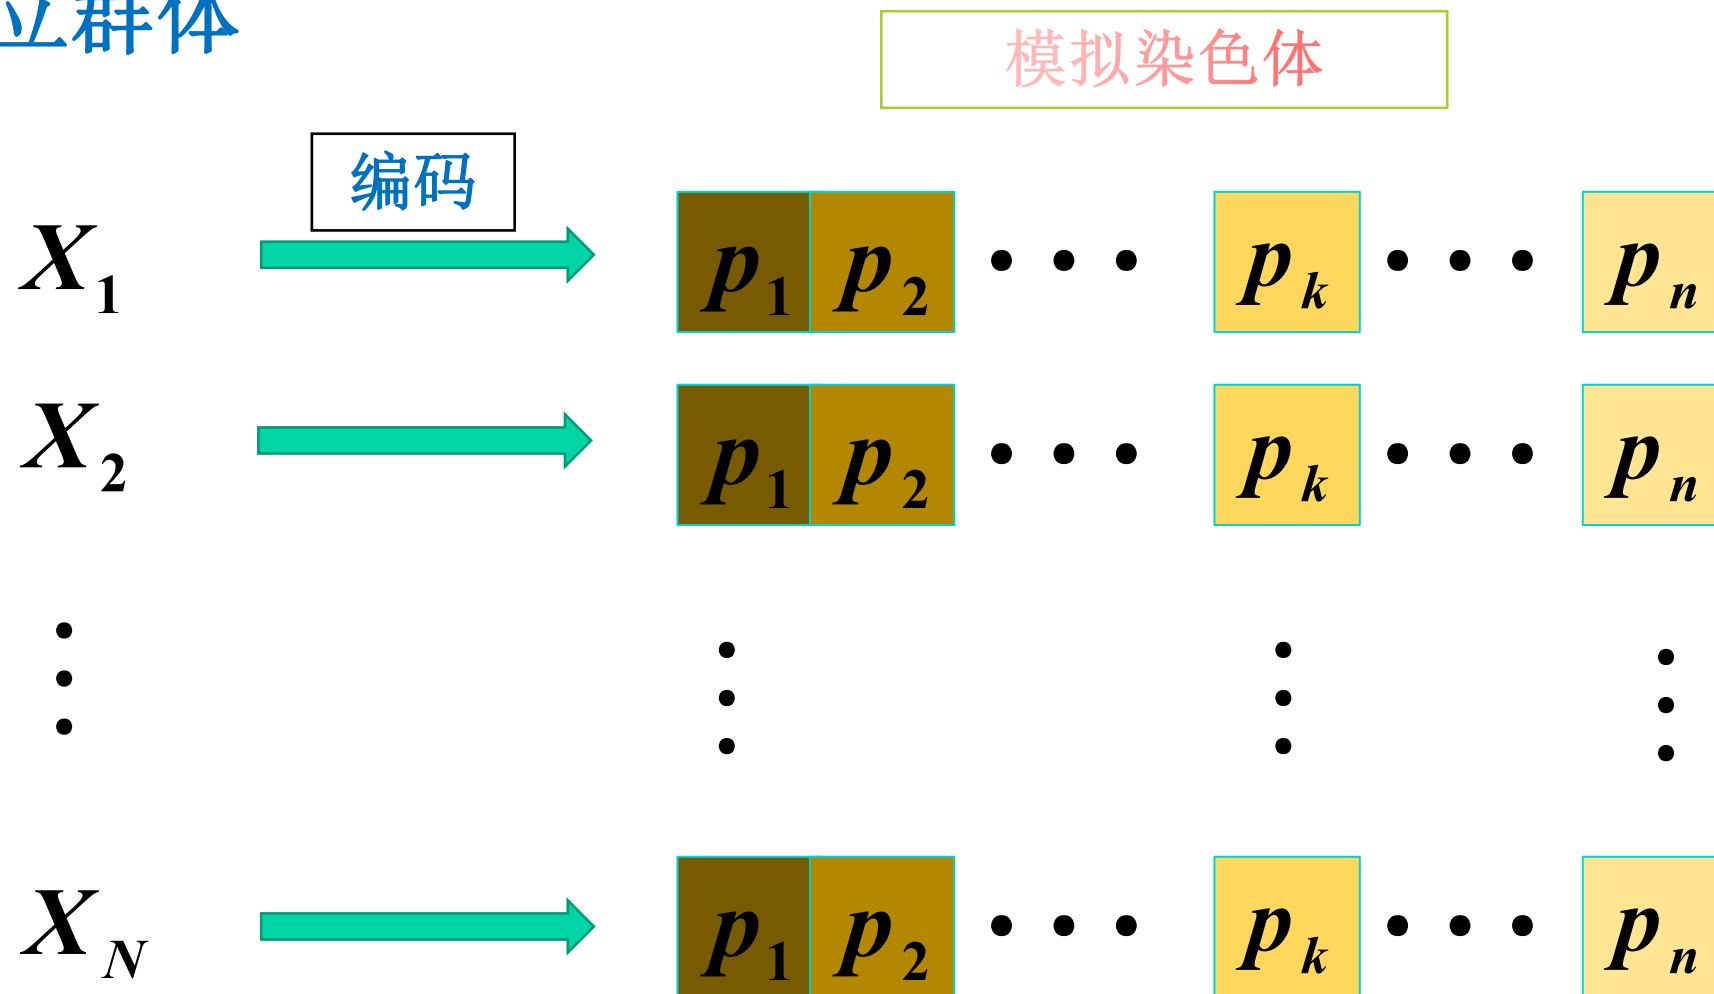 立群体
模拟染色体
编码
X₁ p₁ p₂ • • • pₖ • • • pₙ
X₂ p₁ p₂ • • • pₖ • • • pₙ
X_N p₁ p₂ • • • pₖ • • • pₙ